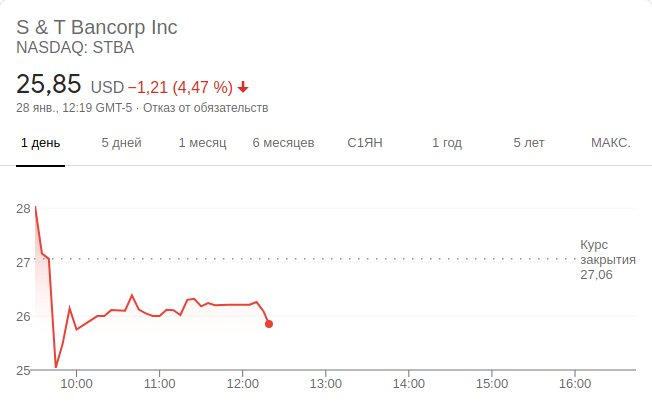 S & T Bancorp Inc
NASDAQ: STBA
25,85 USD −1,21 (4,47 %)
28 янв., 12:19 GMT-5 · Отказ от обязательств
1 день 5 дней 1 месяц 6 месяцев С1ЯН 1 год 5 лет МАКС.
28
27
26
25
Курс
закрытия
27,06
10:00 11:00 12:00 13:00 14:00 15:00 16:00